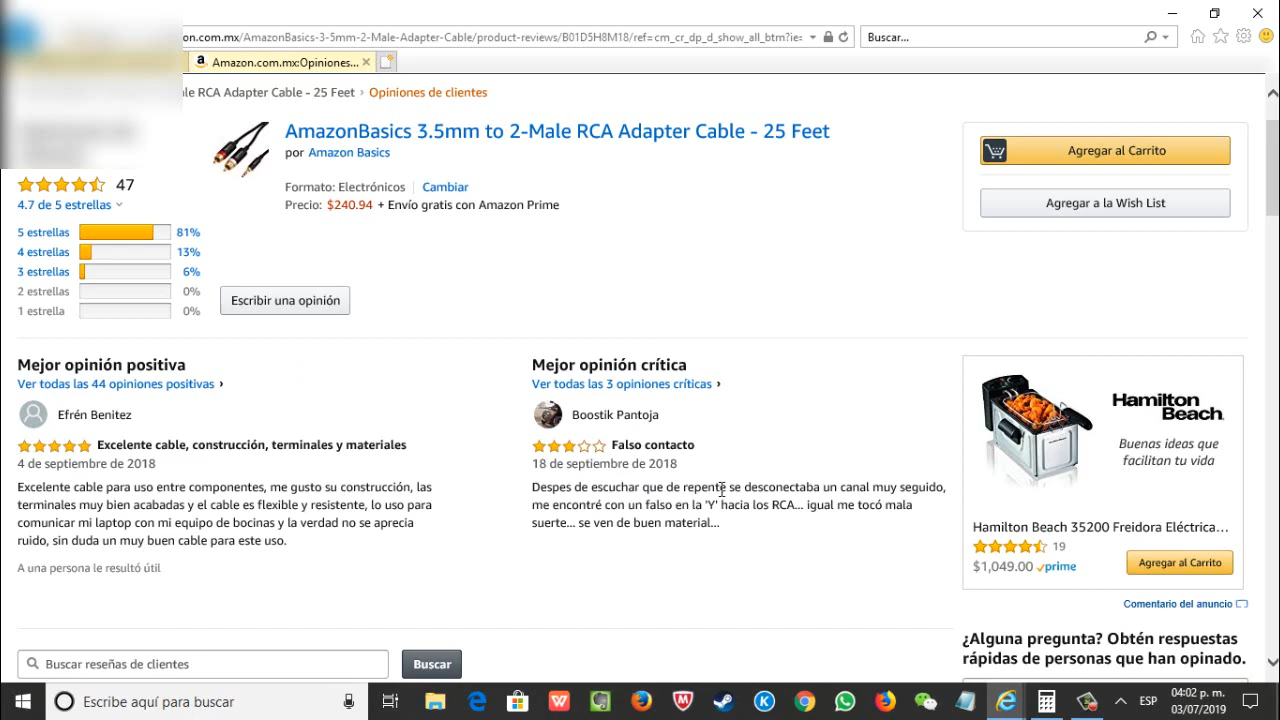 on.com.mx/AmazonBasics-3-5mm-2-Male-Adapter-Cable/product-reviews/B01D5H8M18/ref=cm_cr_dp_d_show_all_btm?ie=
Buscar...
Amazon.com.mx:Opiniones...
le RCA Adapter Cable - 25 Feet › Opiniones de clientes
AmazonBasics 3.5mm to 2-Male RCA Adapter Cable - 25 Feet
por Amazon Basics
Formato: Electrónicos Cambiar
Precio: $240.94 + Envío gratis con Amazon Prime
Agregar al Carrito
Agregar a la Wish List
47
4.7 de 5 estrellas
5 estrellas 81%
4 estrellas 13%
3 estrellas 6%
2 estrellas 0%
1 estrella 0%
Escribir una opinión
Mejor opinión positiva
Ver todas las 44 opiniones positivas ›
Efrén Benitez
Excelente cable, construcción, terminales y materiales
4 de septiembre de 2018
Excelente cable para uso entre componentes, me gusto su construcción, las
terminales muy bien acabadas y el cable es flexible y resistente, lo uso para
comunicar mi laptop con mi equipo de bocinas y la verdad no se aprecia
ruido, sin duda un muy buen cable para este uso.
A una persona le resultó útil
Mejor opinión crítica
Ver todas las 3 opiniones críticas ›
Boostik Pantoja
Falso contacto
18 de septiembre de 2018
Despes de escuchar que de repente se desconectaba un canal muy seguido,
me encontré con un falso en la 'Y' hacia los RCA... igual me tocó mala
suerte... se ven de buen material...
Hamilton
Beach
Buenas ideas que
facilitan tu vida
Hamilton Beach 35200 Freidora Eléctrica...
19
$1,049.00 prime
Agregar al Carrito
Comentario del anuncio
¿Alguna pregunta? Obtén respuestas
rápidas de personas que han opinado.
Buscar reseñas de clientes
Buscar
Escribe aquí para buscar
ESP
04:02 p. m.
03/07/2019